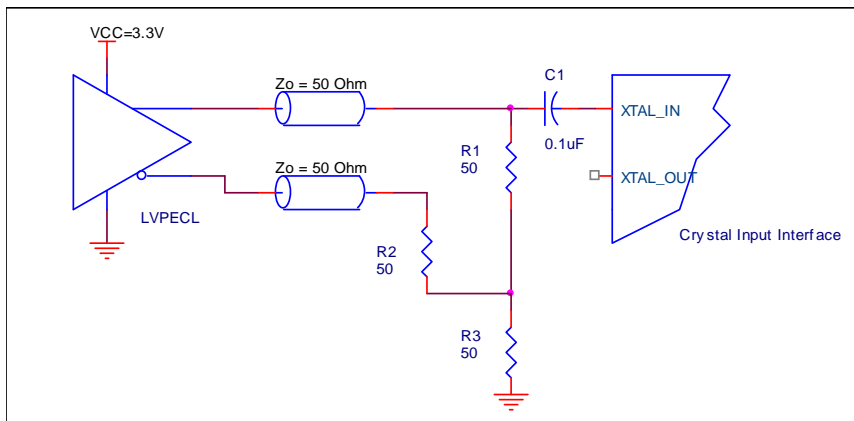 VCC=3.3V
Zo = 50 Ohm
C1
XTAL_IN
R1
50
0.1uF
Zo = 50 Ohm
XTAL_OUT
LVPECL
Crystal Input Interface
R2
50
R3
50